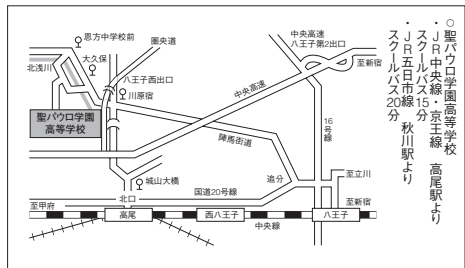 ○聖パウロ学園高等学校
・JR中央線・京王線 高尾駅より
スクールバス15分
・JR五日市線 秋川駅より
スクールバス20分
恩方中学校前
圏央道
中央高速
八王子第2出口
至新宿
大久保
北浅川
八王子西出口
川原宿
中央高速
聖パウロ学園
高等学校
陣馬街道
16号線
城山大橋
追分
至立川
北口
国道20号線
至甲府
至新宿
高尾
西八王子
八王子
中央線